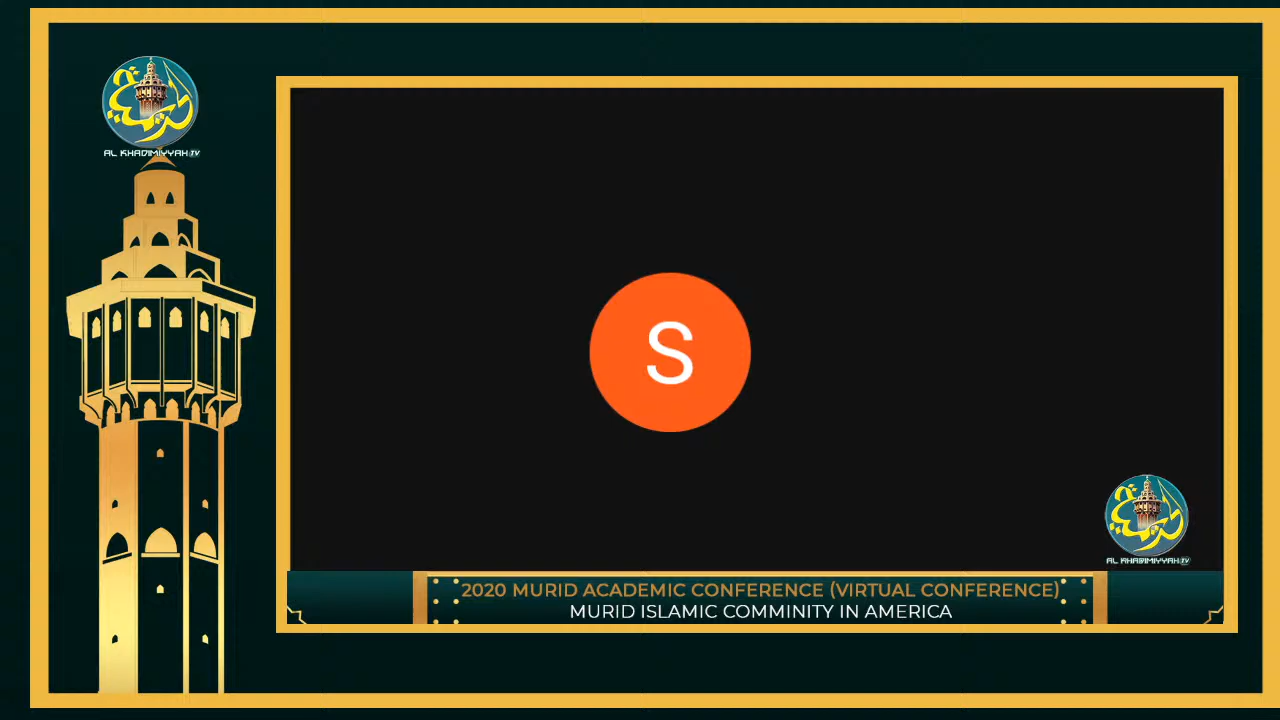 AL KHADIMIYYAH TV
S
AL KHADIMIYYAH TV
2020 MURID ACADEMIC CONFERENCE (VIRTUAL CONFERENCE)
MURID ISLAMIC COMMINITY IN AMERICA